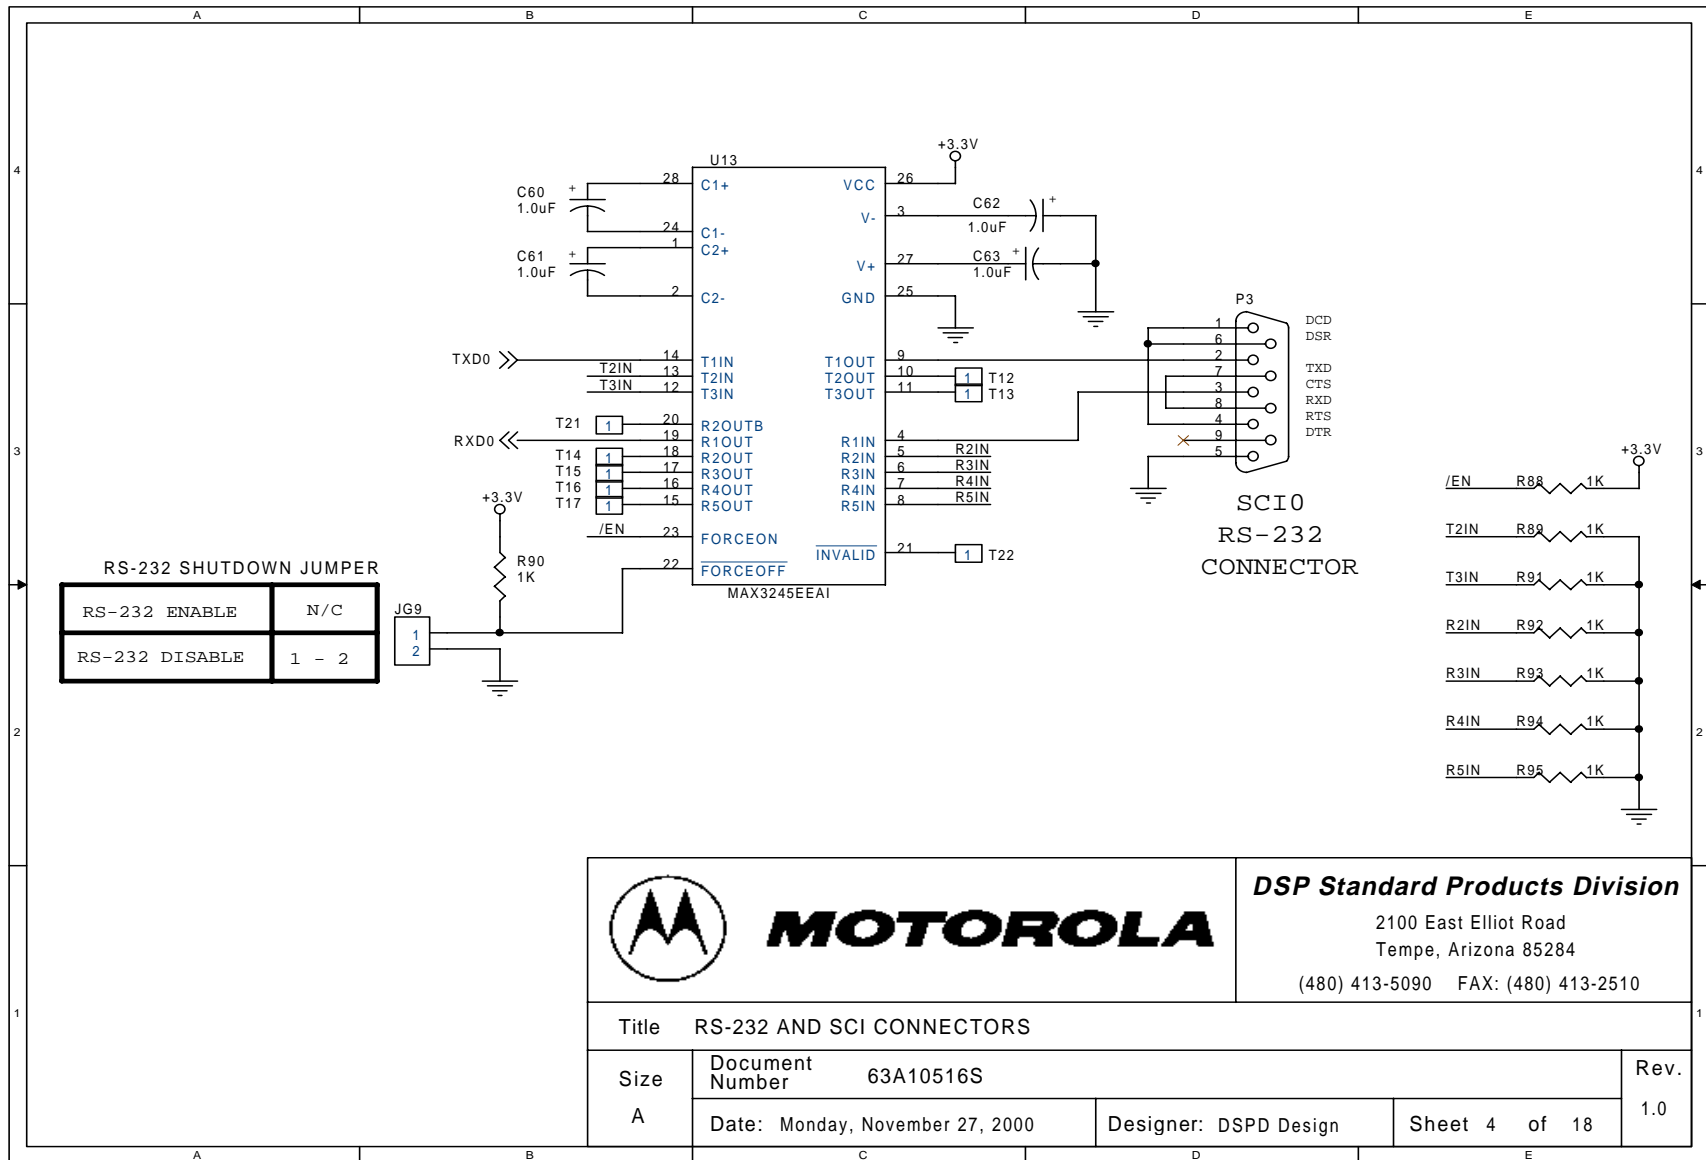 A B C D E
4 4
3 3
2 2
1 1
U13
+3.3V
C60 + 28 C1+ VCC 26
1.0uF
V- 3 C62 +
1.0uF
24 C1-
1 C2+
C61 +
1.0uF
V+ 27 C63 +
1.0uF
2 C2- GND 25
P3
TXD0 14 T1IN T1OUT 9
T2IN 13 T2IN T2OUT 10 1 T12
T3IN 12 T3IN T3OUT 11 1 T13
T21 1 20 R2OUTB
RXD0 19 R1OUT R1IN 4
T14 1 18 R2OUT R2IN 5 R2IN
T15 1 17 R3OUT R3IN 6 R3IN
T16 1 16 R4OUT R4IN 7 R4IN
T17 1 15 R5OUT R5IN 8 R5IN
/EN 23 FORCEON
INVALID 21 1 T22
22 FORCEOFF
MAX3245EEAI
1 DCD
6 DSR
2
7 TXD
3 CTS
8 RXD
4 RTS
9 DTR
5
SCI0
RS-232
CONNECTOR
+3.3V
R90
1K
JG9
1
2
RS-232 SHUTDOWN JUMPER
RS-232 ENABLE N/C
RS-232 DISABLE 1 - 2
+3.3V
/EN R88 1K
T2IN R89 1K
T3IN R91 1K
R2IN R92 1K
R3IN R93 1K
R4IN R94 1K
R5IN R95 1K
MOTOROLA
DSP Standard Products Division
2100 East Elliot Road
Tempe, Arizona 85284
(480) 413-5090 FAX: (480) 413-2510
Title RS-232 AND SCI CONNECTORS
Size
A
Document
Number 63A10516S
Rev.
1.0
Date: Monday, November 27, 2000
Designer: DSPD Design
Sheet 4 of 18
A B C D E